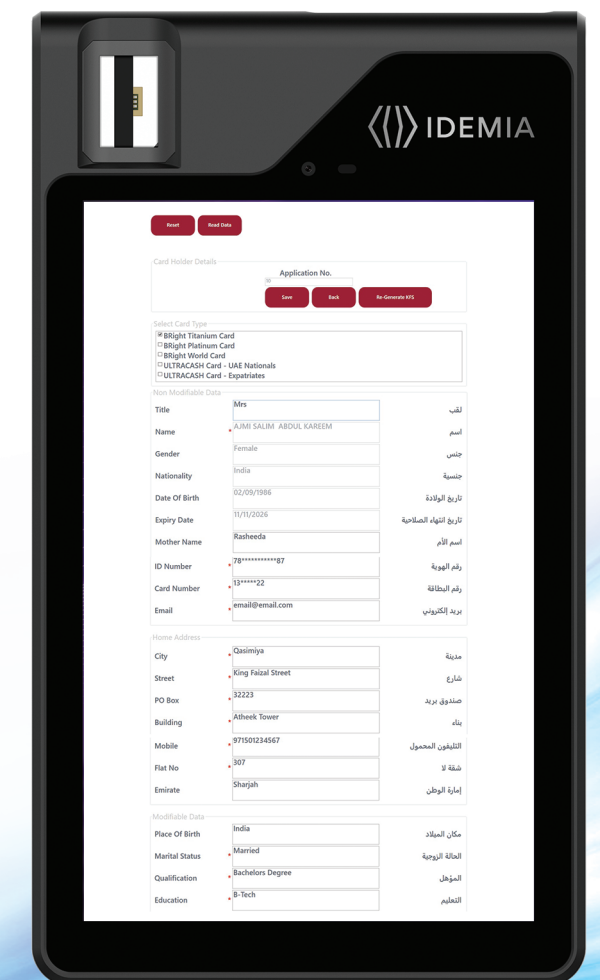 IDEMIA
Reset Read Data
Card Holder Details
Application No.
Save Back Re-Generate KFS
Select Card Type
BRight Titanium Card
BRight Platinum Card
BRight World Card
ULTRACASH Card - UAE Nationals
ULTRACASH Card - Expatriates
Non Modifiable Data
Title Mrs لقب
Name * AJMI SALIM ABDUL KAREEM اسم
Gender Female جنس
Nationality India جنسية
Date Of Birth 02/09/1986 تاريخ الولادة
Expiry Date 11/11/2026 تاريخ انتهاء الصلاحية
Mother Name Rasheeda اسم الأم
ID Number * 78***********87 رقم الهوية
Card Number * 13*****22 رقم البطاقة
Email * email@email.com بريد إلكتروني
Home Address
City * Qasimiya مدينة
Street * King Faizal Street شارع
PO Box * 32223 صندوق بريد
Building * Atheek Tower بناء
Mobile * 971501234567 التليفون المحمول
Flat No * 307 شقة لا
Emirate Sharjah إمارة الوطن
Modifiable Data
Place Of Birth India مكان الميلاد
Marital Status * Married الحالة الزوجية
Qualification * Bachelors Degree المؤهل
Education * B-Tech التعليم